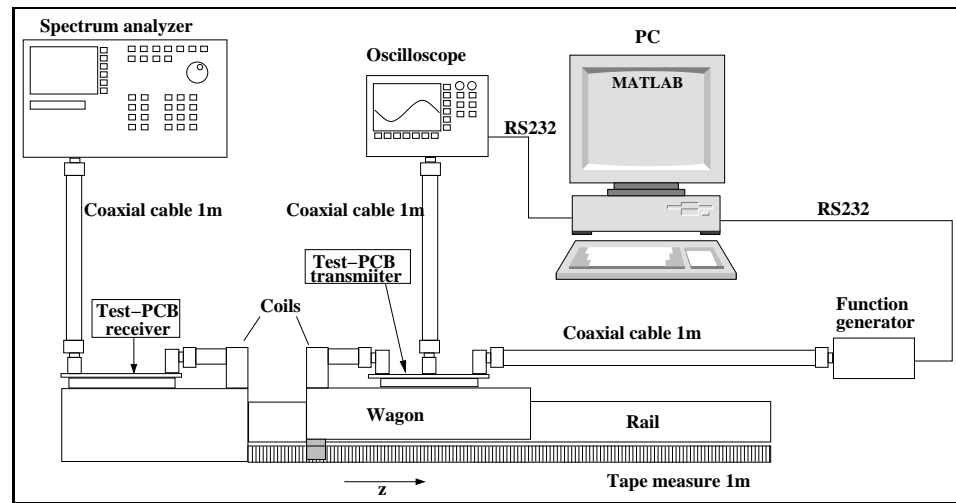 Spectrum analyzer
Oscilloscope
PC
MATLAB
RS232
Coaxial cable 1m
Coaxial cable 1m
RS232
Test−PCB
transmiiter
Test−PCB
receiver
Coils
Function
generator
Coaxial cable 1m
Wagon
Rail
z
Tape measure 1m